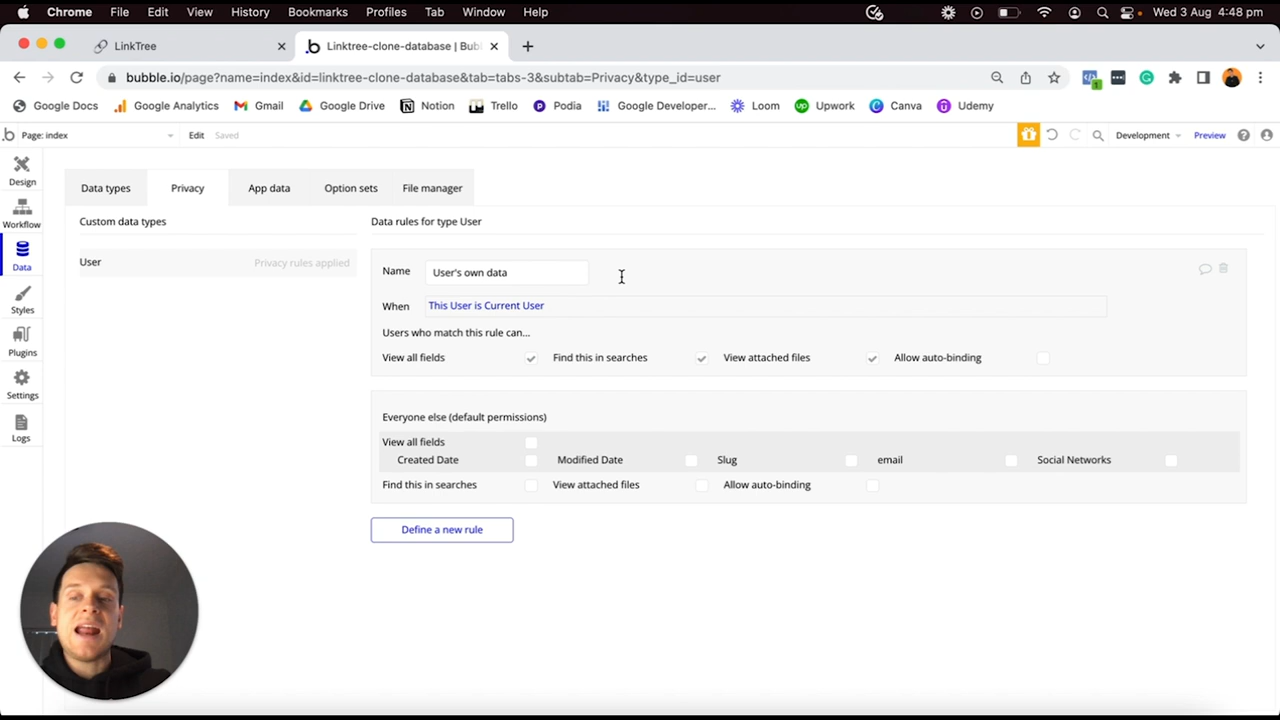 Chrome File Edit View History Bookmarks Profiles Tab Window Help Wed 3 Aug 4:48 pm
LinkTree Linktree-clone-database | Bub
bubble.io/page?name=index&id=linktree-clone-database&tab=tabs-3&subtab=Privacy&type_id=user
Google Docs Google Analytics Gmail Google Drive Notion Trello Podia Google Developer... Loom Upwork Canva Udemy
Page: index Edit Saved Development Preview
Design
Workflow
Data
Styles
Plugins
Settings
Logs
Data types Privacy App data Option sets File manager
Custom data types
User Privacy rules applied
Data rules for type User
Name User's own data
When This User is Current User
Users who match this rule can...
View all fields Find this in searches View attached files Allow auto-binding
Everyone else (default permissions)
View all fields
Created Date Modified Date Slug email Social Networks
Find this in searches View attached files Allow auto-binding
Define a new rule